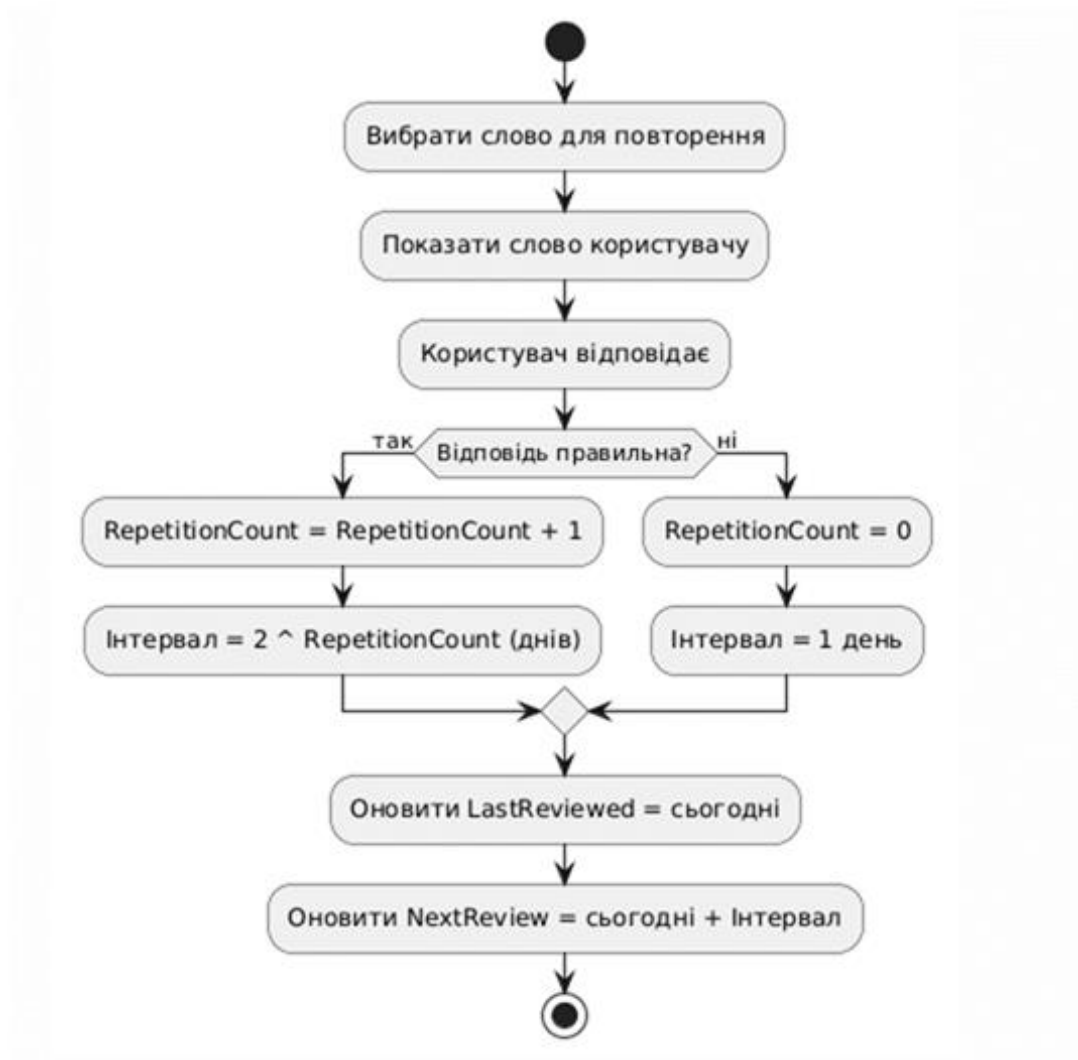 Вибрати слово для повторення
Показати слово користувачу
Користувач відповідає
так
Відповідь правильна?
ні
RepetitionCount = RepetitionCount + 1
RepetitionCount = 0
Інтервал = 2 ^ RepetitionCount (днів)
Інтервал = 1 день
Оновити LastReviewed = сьогодні
Оновити NextReview = сьогодні + Інтервал